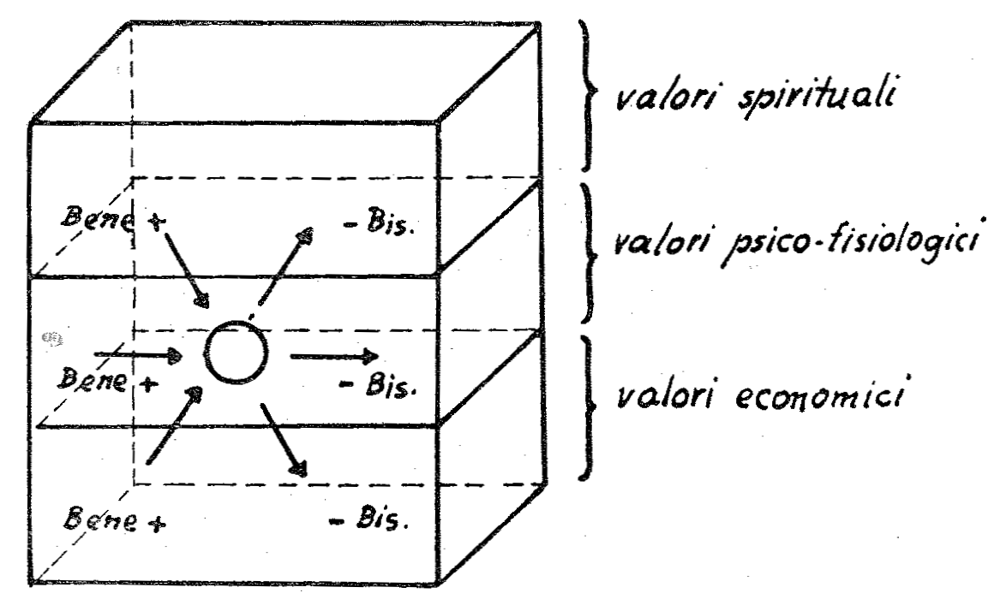 valori spirituali
Bene + - Bis.
valori psico-fisiologici
Bene + - Bis.
valori economici
Bene + - Bis.